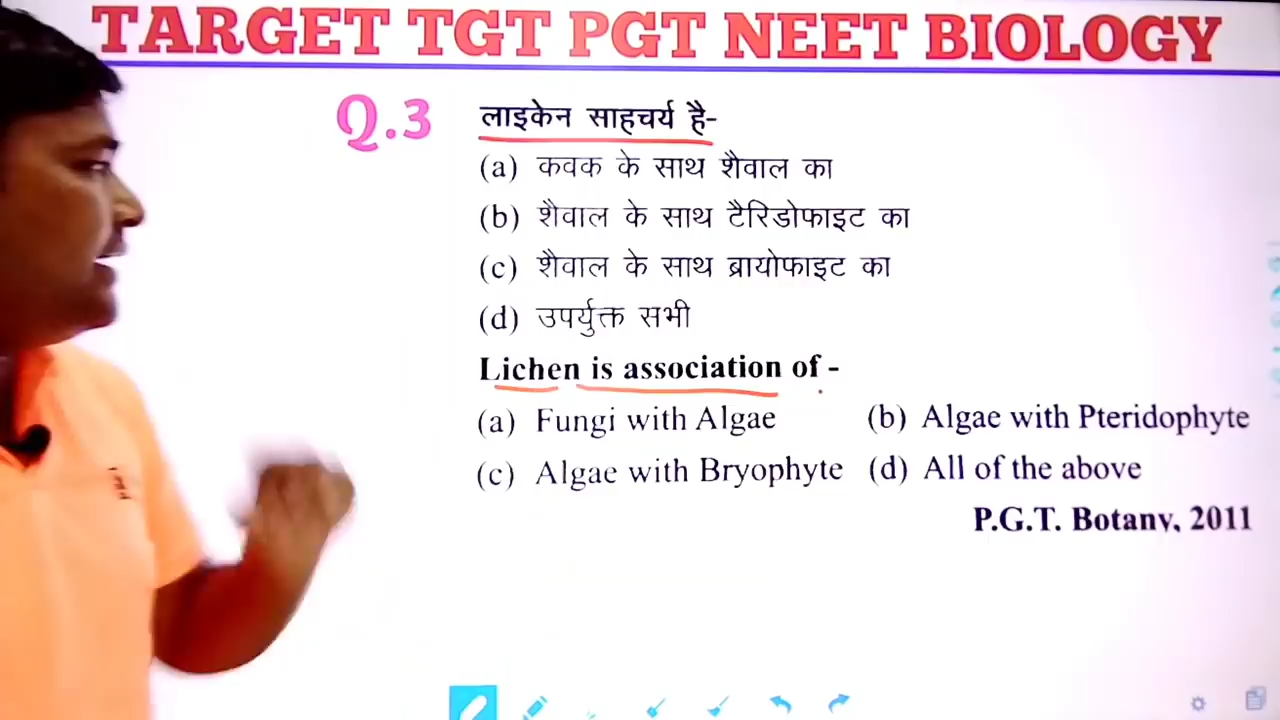 TARGET TGT PGT NEET BIOLOGY
Q.3 लाइकेन साहचर्य है-
(a) कवक के साथ शैवाल का
(b) शैवाल के साथ टैरिडोफाइट का
(c) शैवाल के साथ ब्रायोफाइट का
(d) उपर्युक्त सभी
Lichen is association of -
(a) Fungi with Algae (b) Algae with Pteridophyte
(c) Algae with Bryophyte (d) All of the above
P.G.T. Botany, 2011